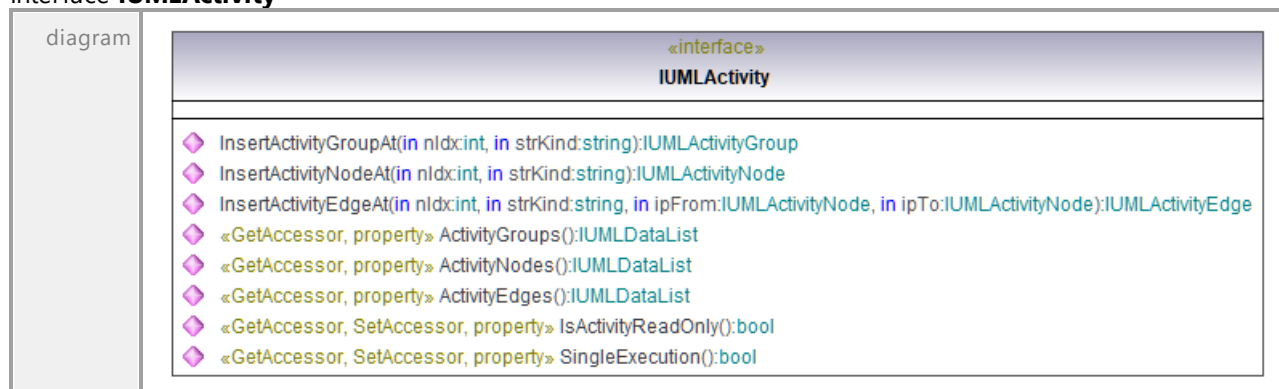 interface IUMLActivity
diagram
«interface»
IUMLActivity
InsertActivityGroupAt(in nIdx:int, in strKind:string):IUMLActivityGroup
InsertActivityNodeAt(in nIdx:int, in strKind:string):IUMLActivityNode
InsertActivityEdgeAt(in nIdx:int, in strKind:string, in ipFrom:IUMLActivityNode, in ipTo:IUMLActivityNode):IUMLActivityEdge
«GetAccessor, property» ActivityGroups():IUMLDataList
«GetAccessor, property» ActivityNodes():IUMLDataList
«GetAccessor, property» ActivityEdges():IUMLDataList
«GetAccessor, SetAccessor, property» IsActivityReadOnly():bool
«GetAccessor, SetAccessor, property» SingleExecution():bool